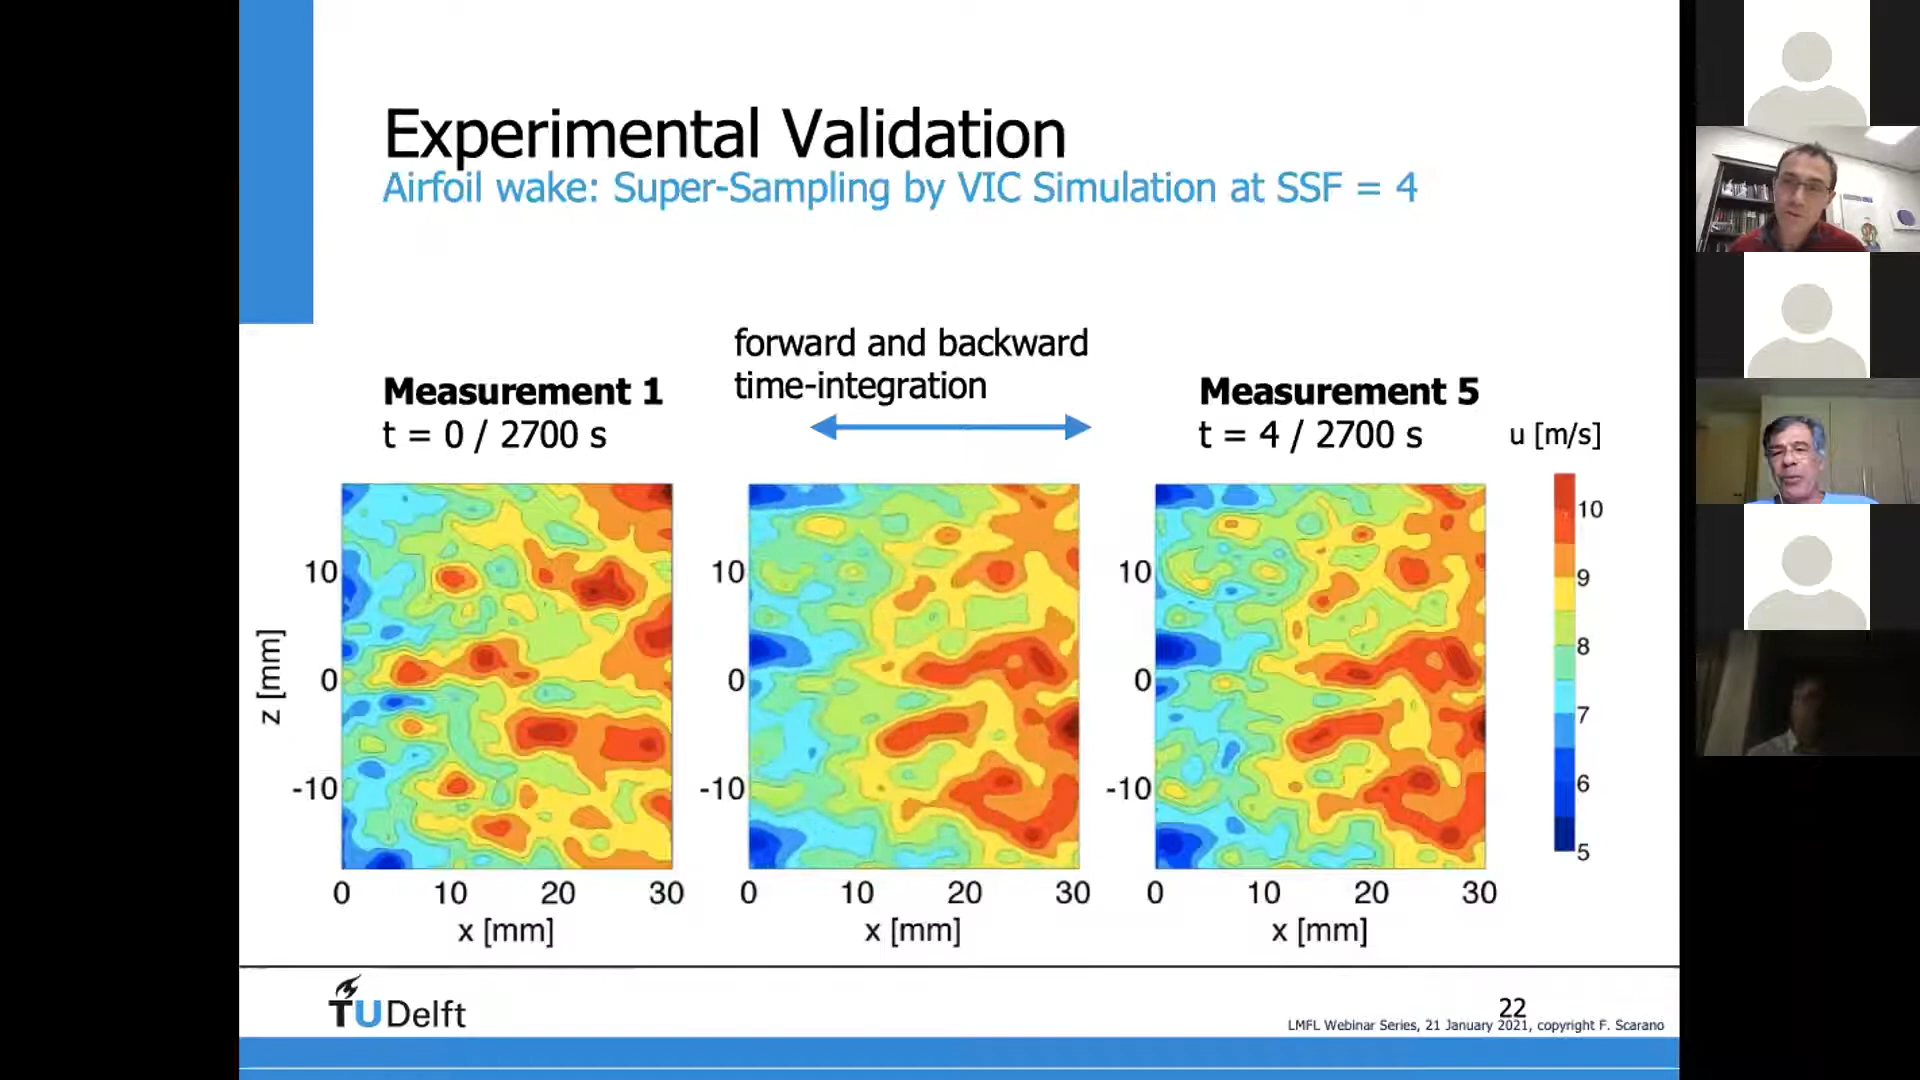 Experimental Validation
Airfoil wake: Super-Sampling by VIC Simulation at SSF = 4
forward and backward
time-integration
Measurement 1
t = 0 / 2700 s
Measurement 5
t = 4 / 2700 s
u [m/s]
10
9
8
7
6
5
z [mm]
10
0
-10
0 10 20 30
x [mm]
10
0
-10
0 10 20 30
x [mm]
10
0
-10
0 10 20 30
x [mm]
TUDelft
22
LMFL Webinar Series, 21 January 2021, copyright F. Scarano